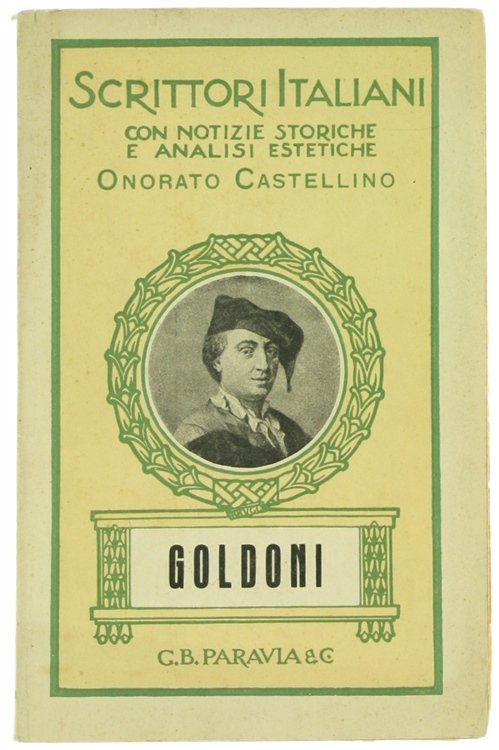 SCRITTORI ITALIANI
CON NOTIZIE STORICHE
E ANALISI ESTETICHE
ONORATO CASTELLINO
GOLDONI
G.B. PARAVIA & C